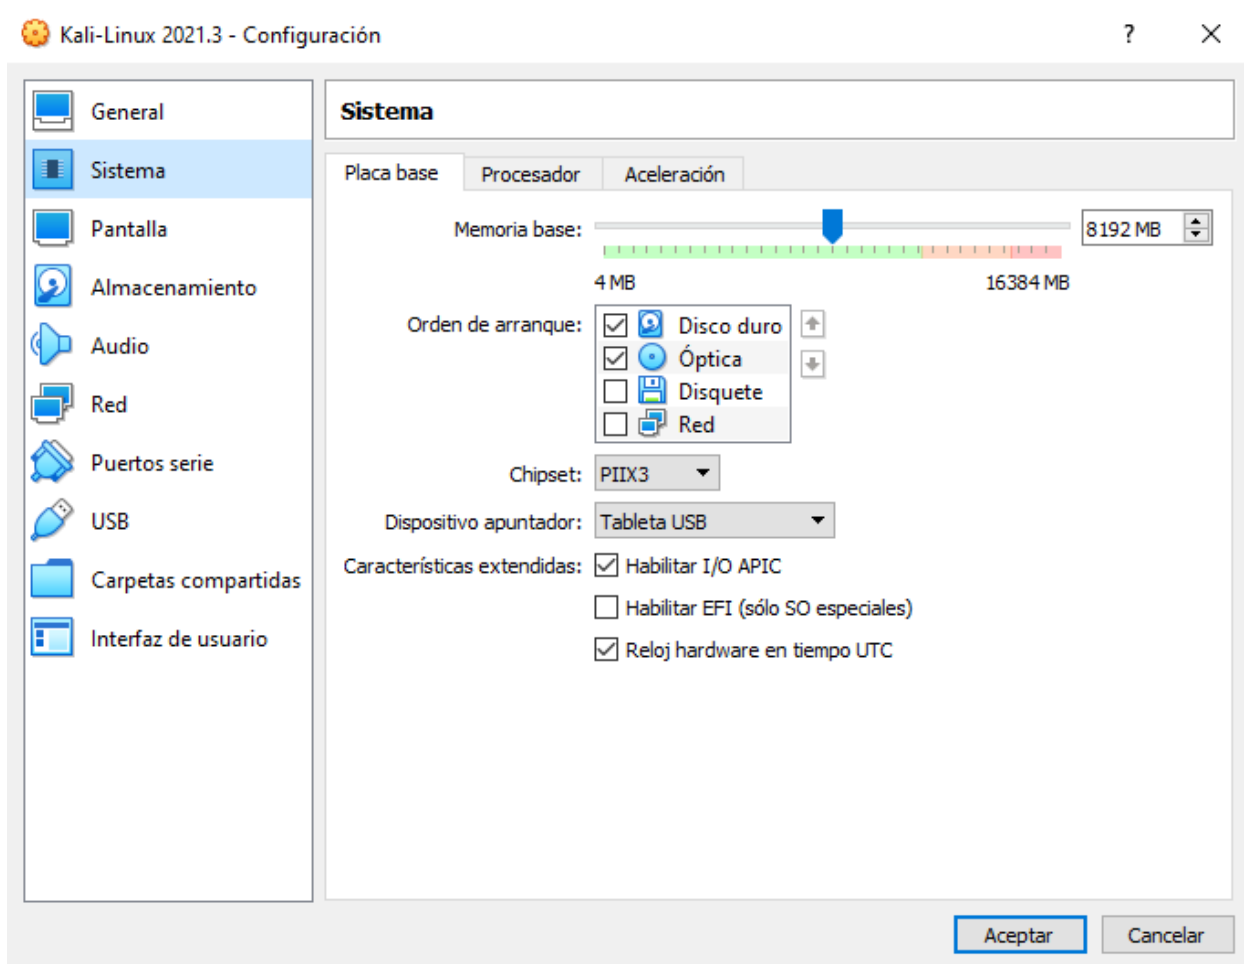 Kali-Linux 2021.3 - Configuración
?
General
Sistema
Pantalla
Almacenamiento
Audio
Red
Puertos serie
USB
Carpetas compartidas
Interfaz de usuario
Sistema
Placa base Procesador Aceleración
Memoria base: 8192 MB
4 MB 16384 MB
Orden de arranque: Disco duro
Óptica
Disquete
Red
Chipset: PIIX3
Dispositivo apuntador: Tableta USB
Características extendidas: Habilitar I/O APIC
Habilitar EFI (sólo SO especiales)
Reloj hardware en tiempo UTC
Aceptar Cancelar